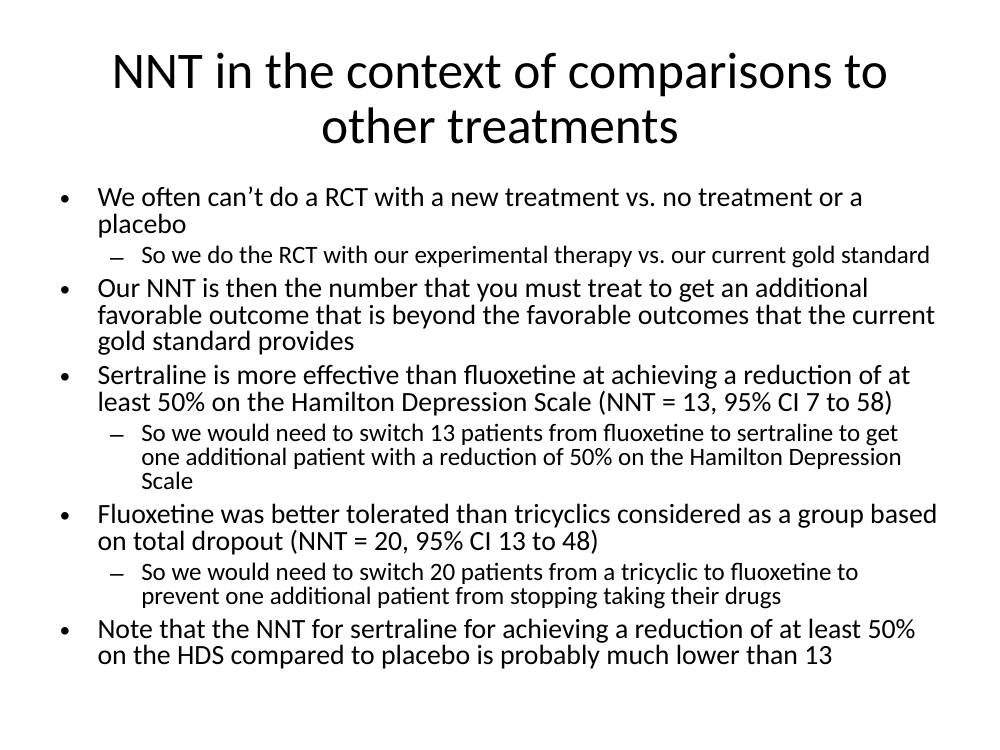 NNT in the context of comparisons to
other treatments
• We often can’t do a RCT with a new treatment vs. no treatment or a
placebo
– So we do the RCT with our experimental therapy vs. our current gold standard
• Our NNT is then the number that you must treat to get an additional
favorable outcome that is beyond the favorable outcomes that the current
gold standard provides
• Sertraline is more effective than fluoxetine at achieving a reduction of at
least 50% on the Hamilton Depression Scale (NNT = 13, 95% CI 7 to 58)
– So we would need to switch 13 patients from fluoxetine to sertraline to get
one additional patient with a reduction of 50% on the Hamilton Depression
Scale
• Fluoxetine was better tolerated than tricyclics considered as a group based
on total dropout (NNT = 20, 95% CI 13 to 48)
– So we would need to switch 20 patients from a tricyclic to fluoxetine to
prevent one additional patient from stopping taking their drugs
• Note that the NNT for sertraline for achieving a reduction of at least 50%
on the HDS compared to placebo is probably much lower than 13